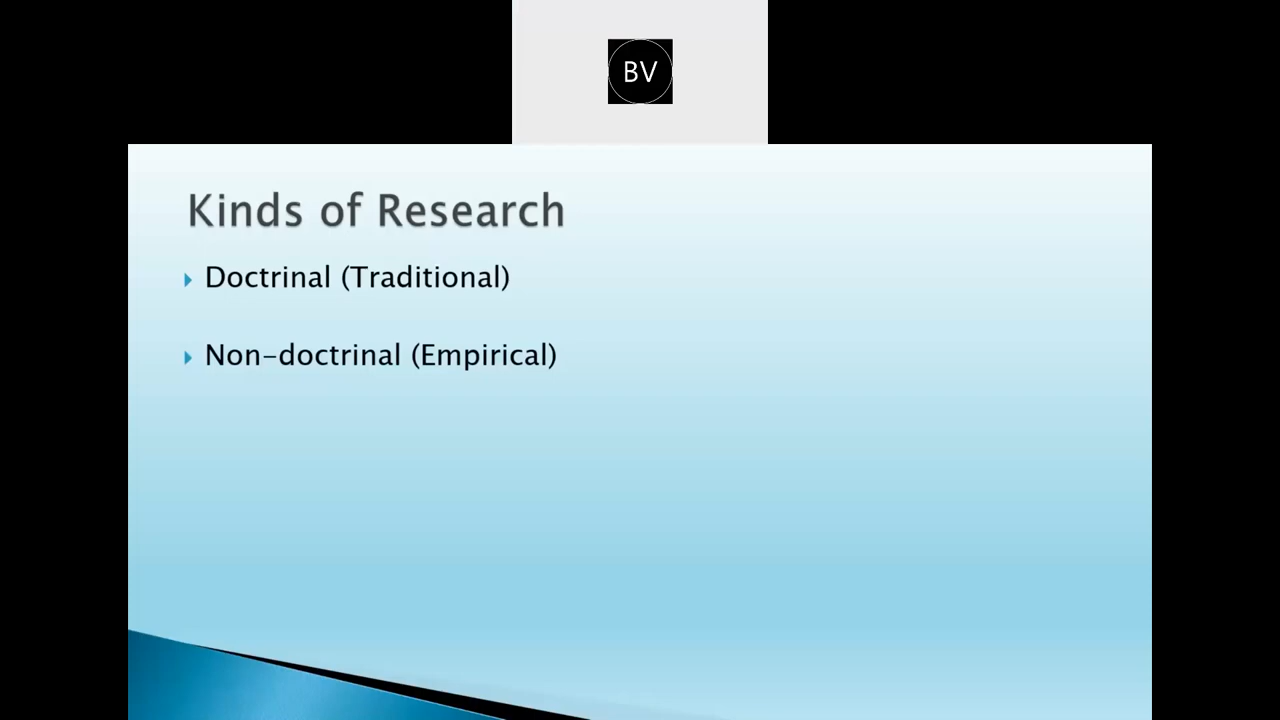 BV
Kinds of Research
Doctrinal (Traditional)
Non-doctrinal (Empirical)